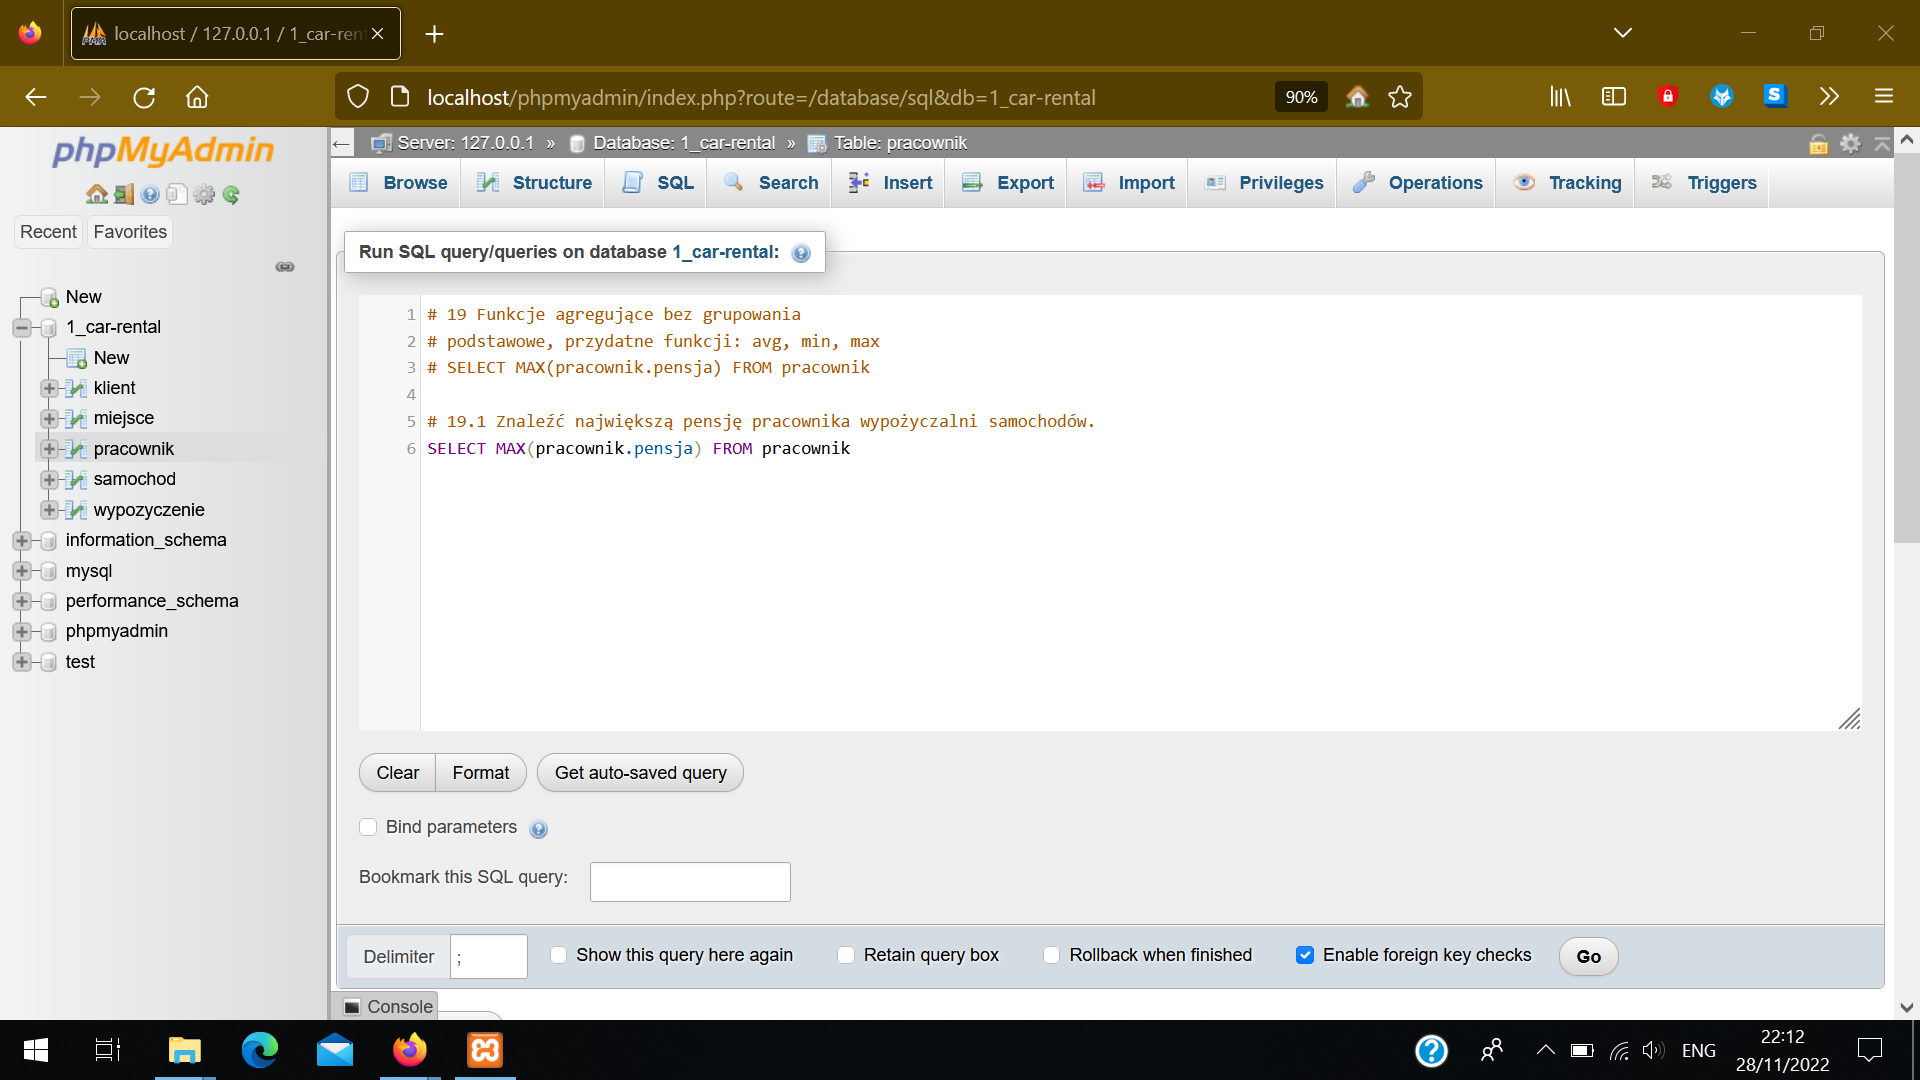 localhost / 127.0.0.1 / 1_car-ren
localhost/phpmyadmin/index.php?route=/database/sql&db=1_car-rental
90%
phpMyAdmin
Recent
Favorites
New
1_car-rental
New
klient
miejsce
pracownik
samochod
wypozyczenie
information_schema
mysql
performance_schema
phpmyadmin
test
Server: 127.0.0.1 » Database: 1_car-rental » Table: pracownik
Browse
Structure
SQL
Search
Insert
Export
Import
Privileges
Operations
Tracking
Triggers
Run SQL query/queries on database 1_car-rental:
1 # 19 Funkcje agregujące bez grupowania
2 # podstawowe, przydatne funkcji: avg, min, max
3 # SELECT MAX(pracownik.pensja) FROM pracownik
4
5 # 19.1 Znaleźć największą pensję pracownika wypożyczalni samochodów.
6 SELECT MAX(pracownik.pensja) FROM pracownik
Clear
Format
Get auto-saved query
Bind parameters
Bookmark this SQL query:
Delimiter
;
Show this query here again
Retain query box
Rollback when finished
Enable foreign key checks
Go
Console
ENG
22:12
28/11/2022